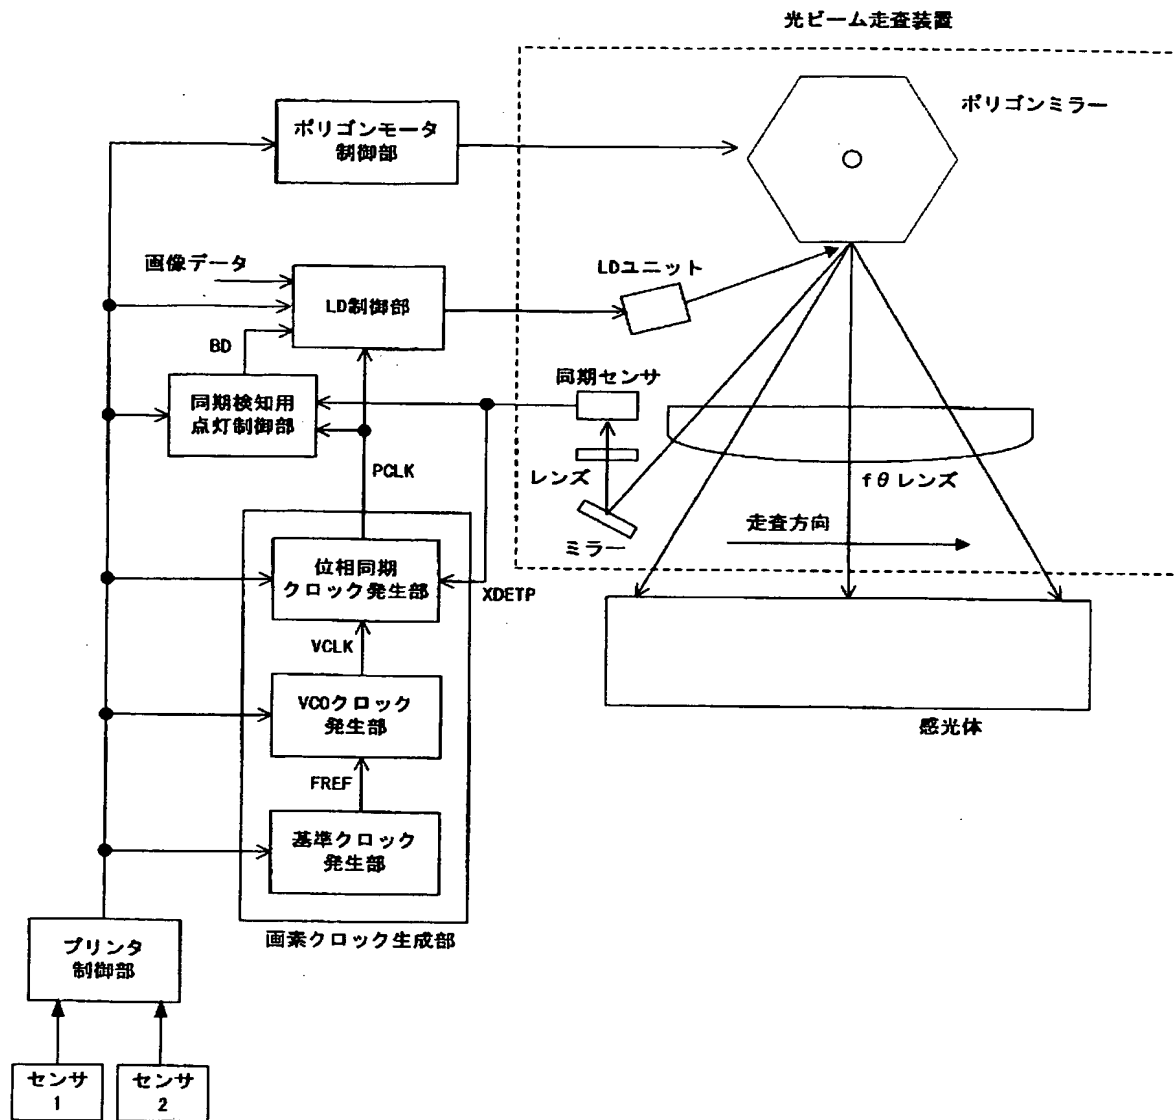 光ビーム走査装置
ポリゴンミラー
ポリゴンモータ
制御部
画像データ
LD制御部
LDユニット
BD
同期検知用
点灯制御部
同期センサ
レンズ
fθレンズ
PCLK
ミラー
走査方向
位相同期
クロック発生部
XDETP
VCLK
VCOクロック
発生部
感光体
FREF
基準クロック
発生部
画素クロック生成部
プリンタ
制御部
センサ
1
センサ
2